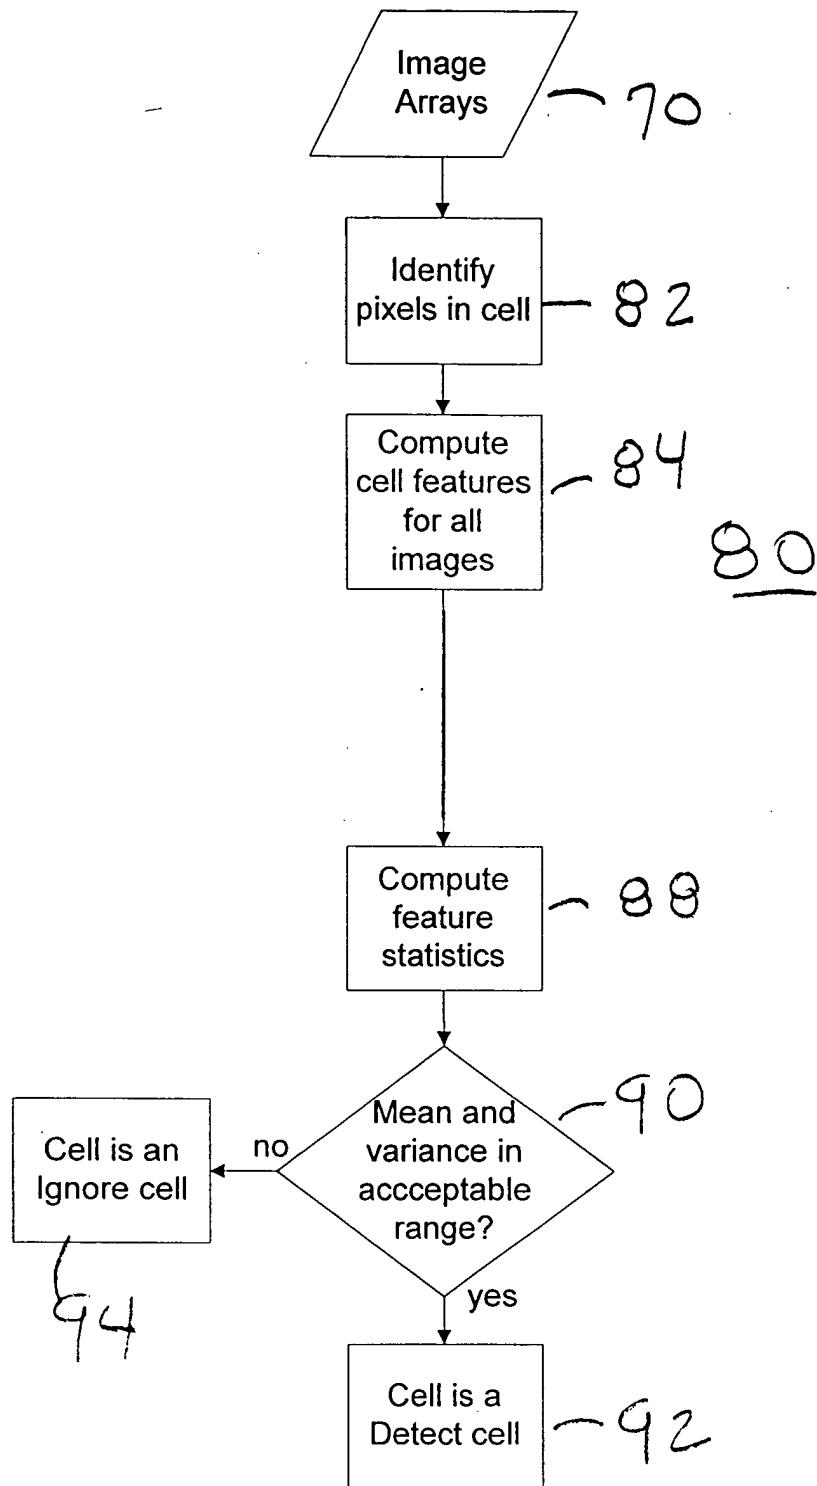 Image
Arrays
70
Identify
pixels in cell
82
Compute
cell features
for all
images
84
80
Compute
feature
statistics
88
Mean and
variance in
accceptable
range?
90
no
Cell is an
Ignore cell
94
yes
Cell is a
Detect cell
92